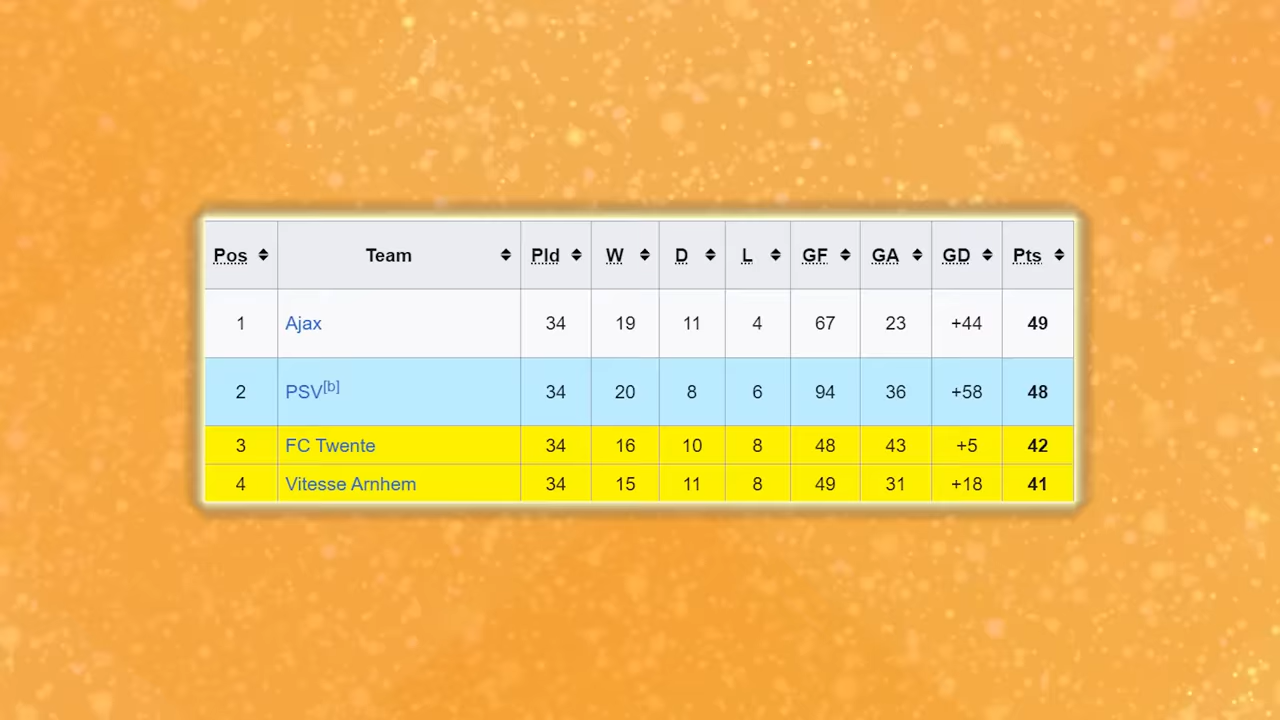 Pos Team Pld W D L GF GA GD Pts
1 Ajax 34 19 11 4 67 23 +44 49
2 PSV[b] 34 20 8 6 94 36 +58 48
3 FC Twente 34 16 10 8 48 43 +5 42
4 Vitesse Arnhem 34 15 11 8 49 31 +18 41